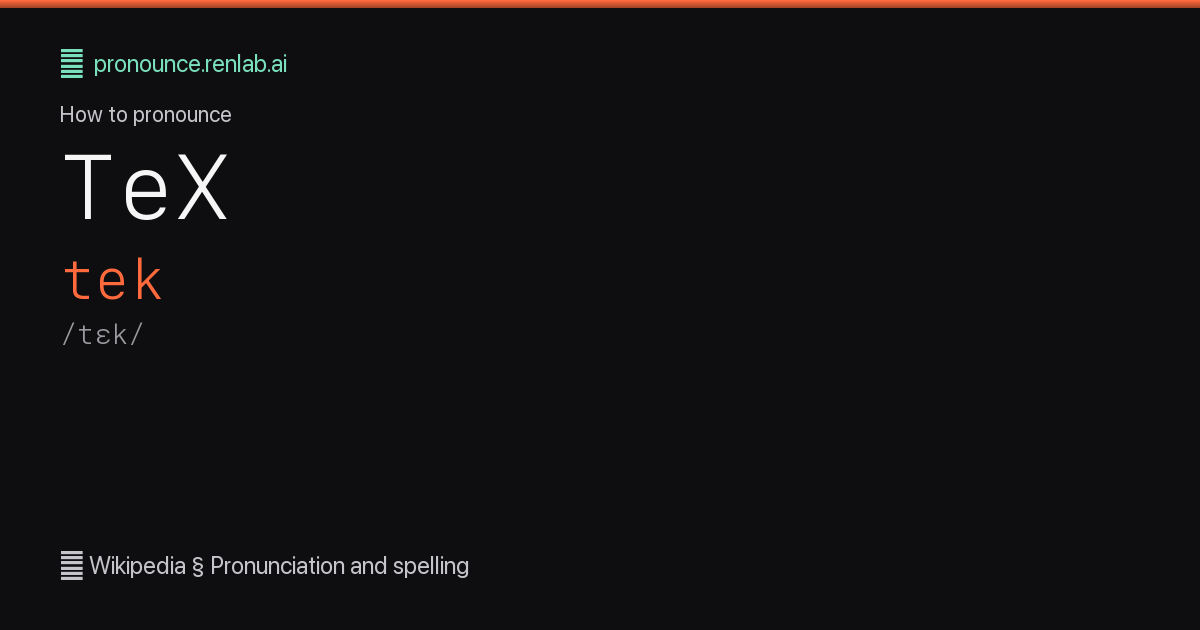 pronounce.renlab.ai
How to pronounce
TeX
tek
/tɛk/
Wikipedia § Pronunciation and spelling